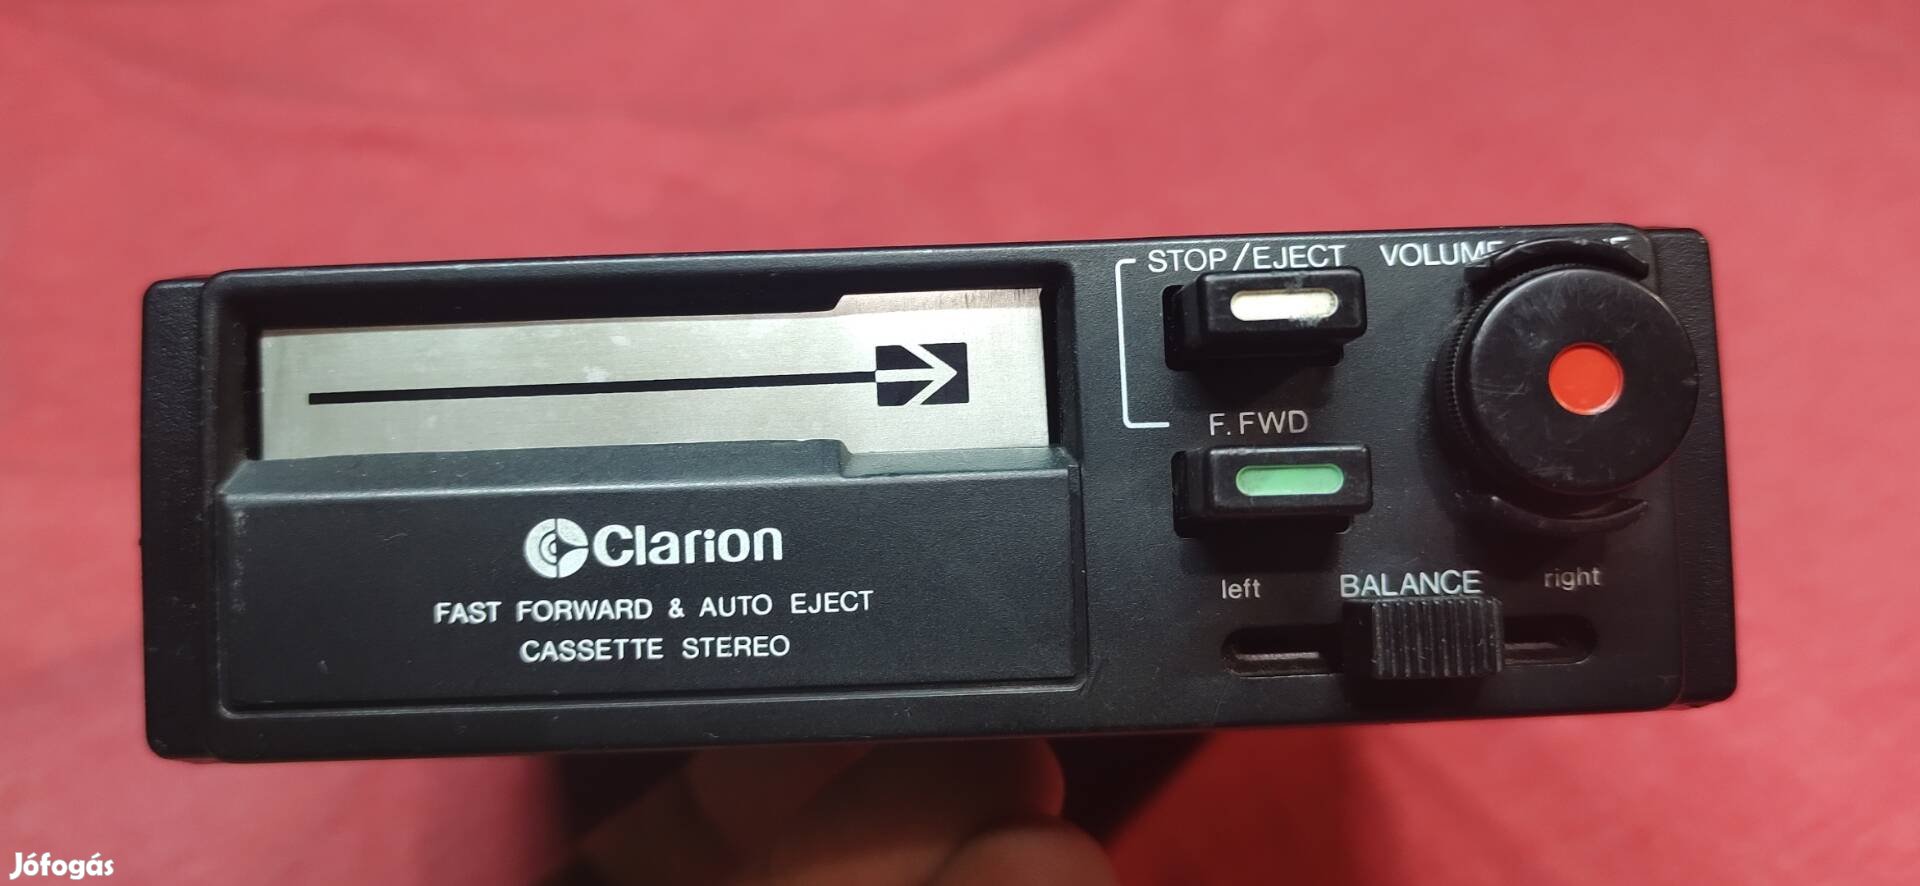 STOP/EJECT VOLUME
F. FWD
Clarion
FAST FORWARD & AUTO EJECT
CASSETTE STEREO
left BALANCE right
Jófogás